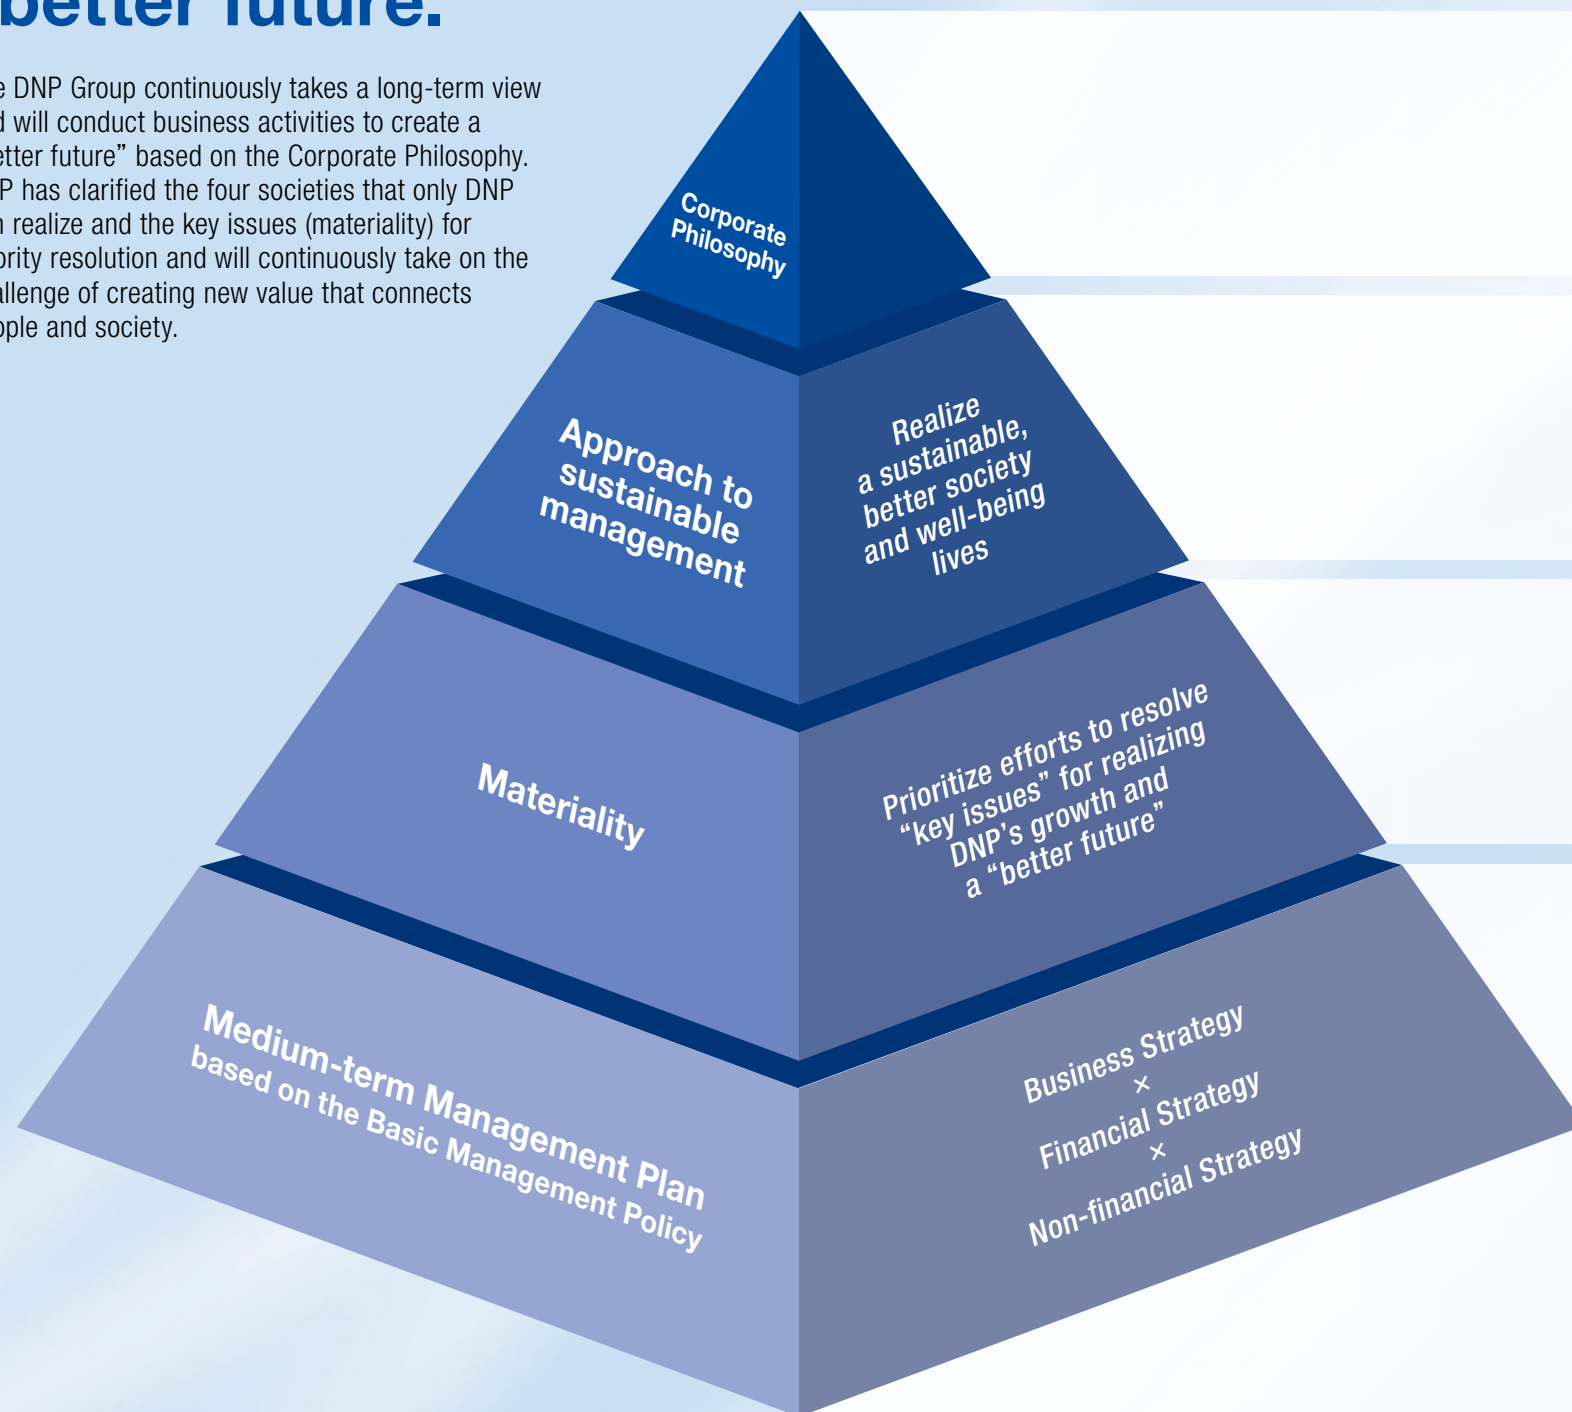 better future.
DNP Group continuously takes a long-term view
will conduct business activities to create a
future” based on the Corporate Philosophy.
has clarified the four societies that only DNP
realize and the key issues (materiality) for
resolution and will continuously take on the
of creating new value that connects
and society.
Corporate
Philosophy
Approach to
sustainable
management
Realize
a sustainable,
better society
and well-being
lives
Materiality
Prioritize efforts to resolve
“key issues” for realizing
DNP’s growth and
a “better future”
Medium-term Management Plan
based on the Basic Management Policy
Business Strategy
×
Financial Strategy
×
Non-financial Strategy